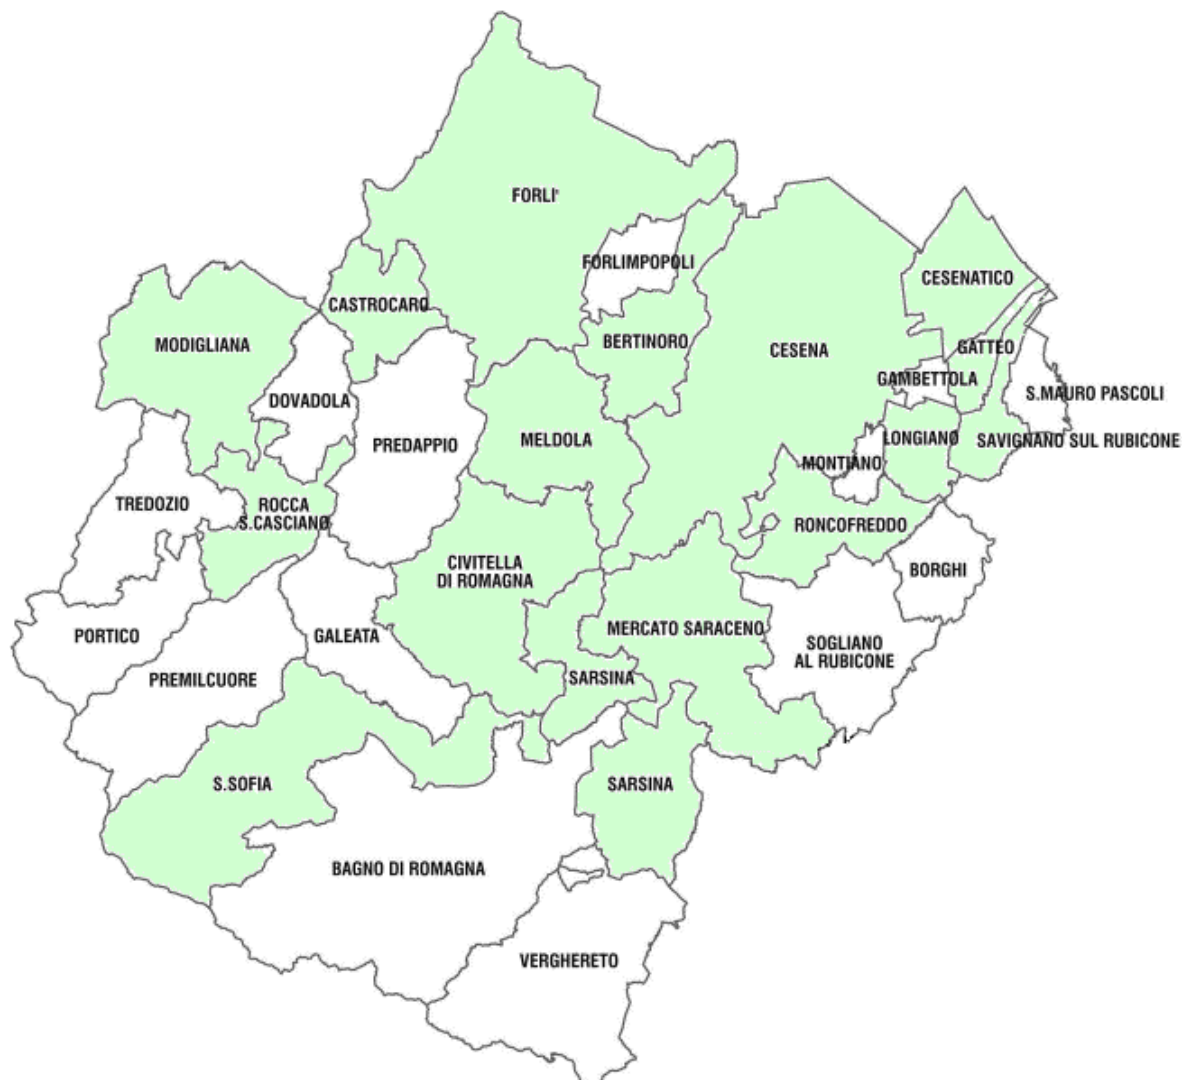 FORLI'
FORLIMPOPOLI
CESENATICO
CASTROCARO
MODIGLIANA
BERTINORO
CESENA
GATTEO
GAMBETTOLA
S.MAURO PASCOLI
DOVADOLA
PREDAPPIO
MELDOLA
LONGIANO
SAVIGNANO SUL RUBICONE
MONTIANO
TREDOZIO
ROCCA
S.CASCIANO
RONCOFREDDO
CIVITELLA
DI ROMAGNA
BORGHI
PORTICO
GALEATA
MERCATO SARACENO
SOGLIANO
AL RUBICONE
PREMILCUORE
SARSINA
S.SOFIA
SARSINA
BAGNO DI ROMAGNA
VERGHERETO